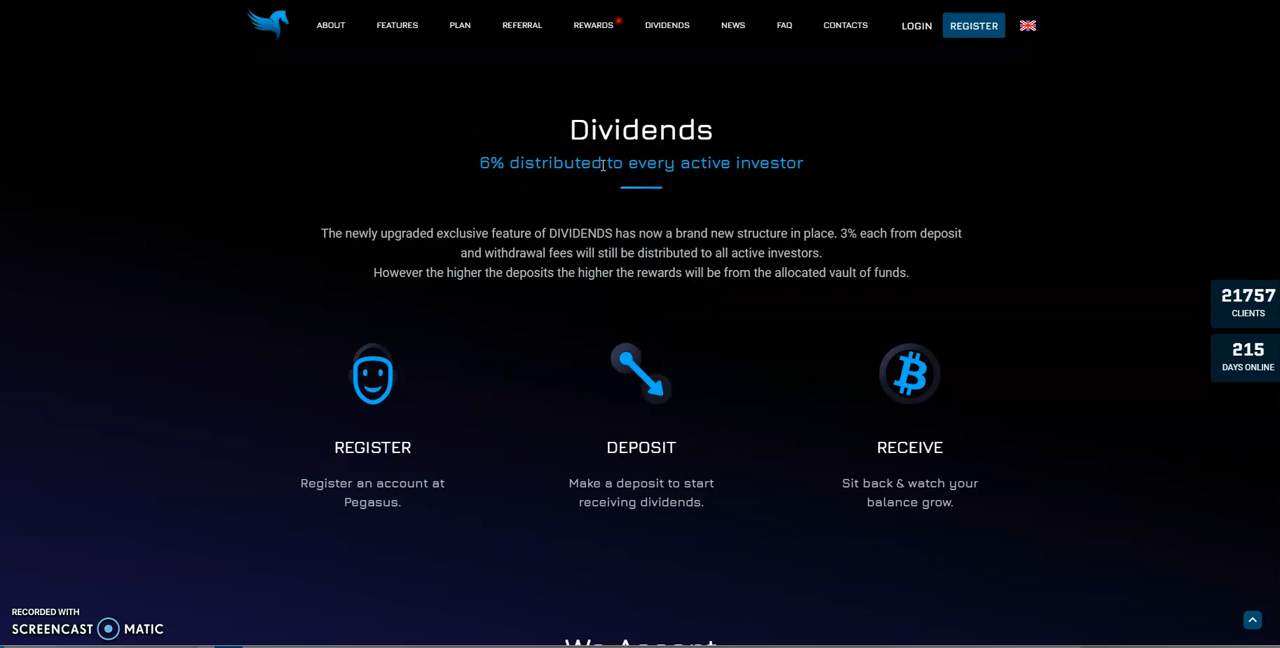 ABOUT FEATURES PLAN REFERRAL REWARDS DIVIDENDS NEWS FAQ CONTACTS LOGIN REGISTER
Dividends
6% distributed to every active investor
The newly upgraded exclusive feature of DIVIDENDS has now a brand new structure in place. 3% each from deposit
and withdrawal fees will still be distributed to all active investors.
However the higher the deposits the higher the rewards will be from the allocated vault of funds.
21757
CLIENTS
215
DAYS ONLINE
REGISTER DEPOSIT RECEIVE
Register an account at Make a deposit to start Sit back & watch your
Pegasus. receiving dividends. balance grow.
RECORDED WITH
SCREENCAST MATIC
We Accept